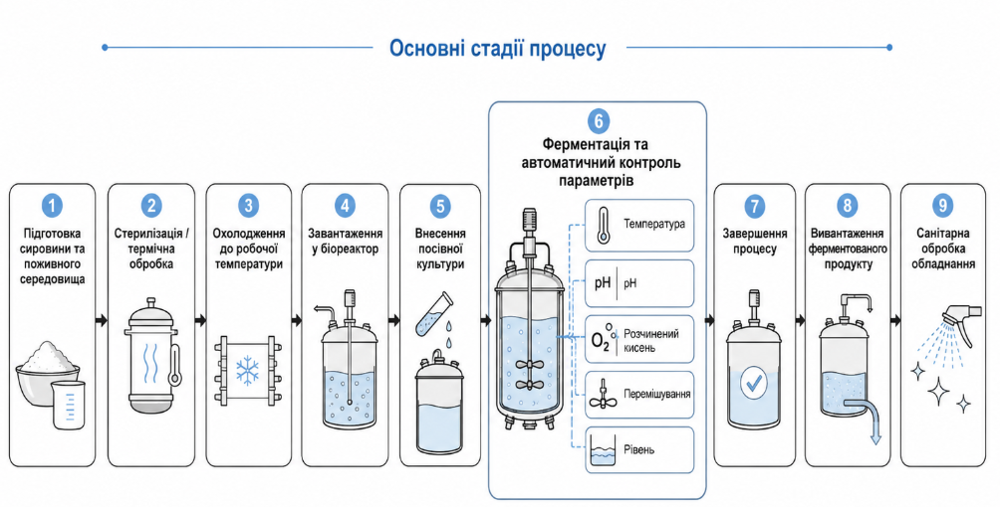 Основні стадії процесу
1
Підготовка
сировини та
поживного
середовища
2
Стерилізація /
термічна
обробка
3
Охолодження
до робочої
температури
4
Завантаження
у біореактор
5
Внесення
посівної
культури
6
Ферментація та
автоматичний контроль
параметрів
Температура
pH
pH
O₂
Розчинений
кисень
Перемішування
Рівень
7
Завершення
процесу
8
Вивантаження
ферментованого
продукту
9
Санітарна
обробка
обладнання